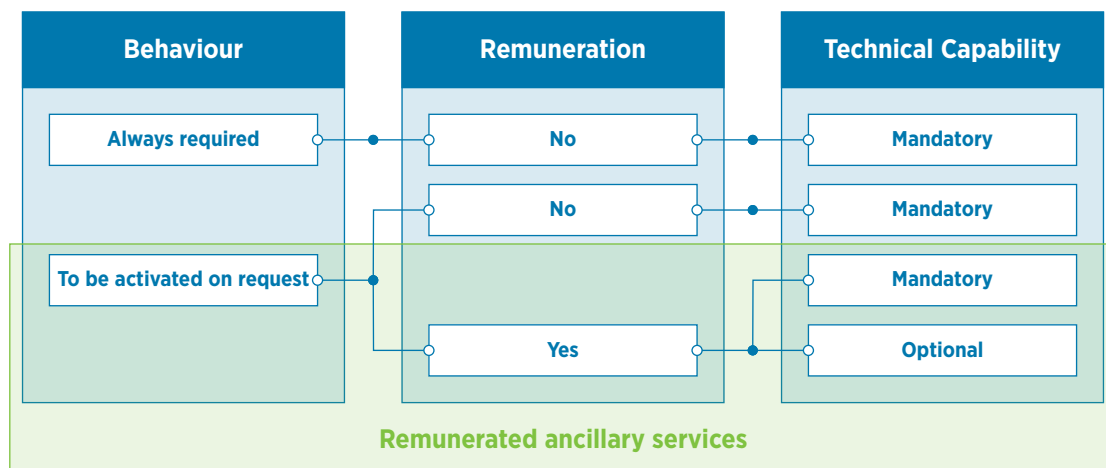 Behaviour
Remuneration
Technical Capability
Always required
No
Mandatory
No
Mandatory
To be activated on request
Mandatory
Yes
Optional
Remunerated ancillary services